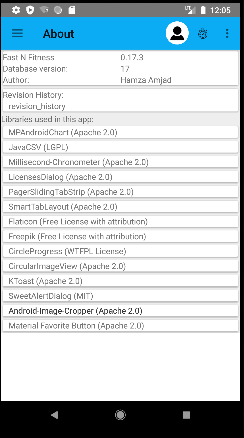 12:05
About
Fast N Fitness 0.17.3
Database version: 17
Author: Hamza Amjad
Revision History:
revision_history
Libraries used in this app:
MPAndroidChart (Apache 2.0)
JavaCSV (LGPL)
Millisecond-Chronometer (Apache 2.0)
LicensesDialog (Apache 2.0)
PagerSlidingTabStrip (Apache 2.0)
SmartTabLayout (Apache 2.0)
Flaticon (Free License with attribution)
Freepik (Free License with attribution)
CircleProgress (WTFPL License)
CircularImageView (Apache 2.0)
KToast (Apache 2.0)
SweetAlertDialog (MIT)
Android-Image-Cropper (Apache 2.0)
Material Favorite Button (Apache 2.0)